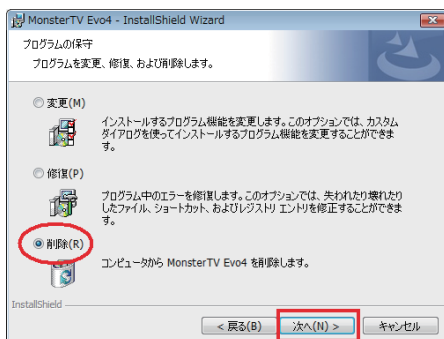 MonsterTV Evo4 - InstallShield Wizard
プログラムの保守
プログラムを変更、修復、および削除します。
変更(M)
インストールするプログラム機能を変更します。このオプションでは、カスタム
ダイアログを使ってインストールするプログラム機能を変更することができま
す。
修復(P)
プログラム中のエラーを修復します。このオプションでは、失われたり壊れたり
したファイル、ショートカット、およびレジストリ エントリを修正することができま
す。
削除(R)
コンピュータから MonsterTV Evo4 を削除します。
InstallShield
< 戻る(B) 次へ(N) > キャンセル